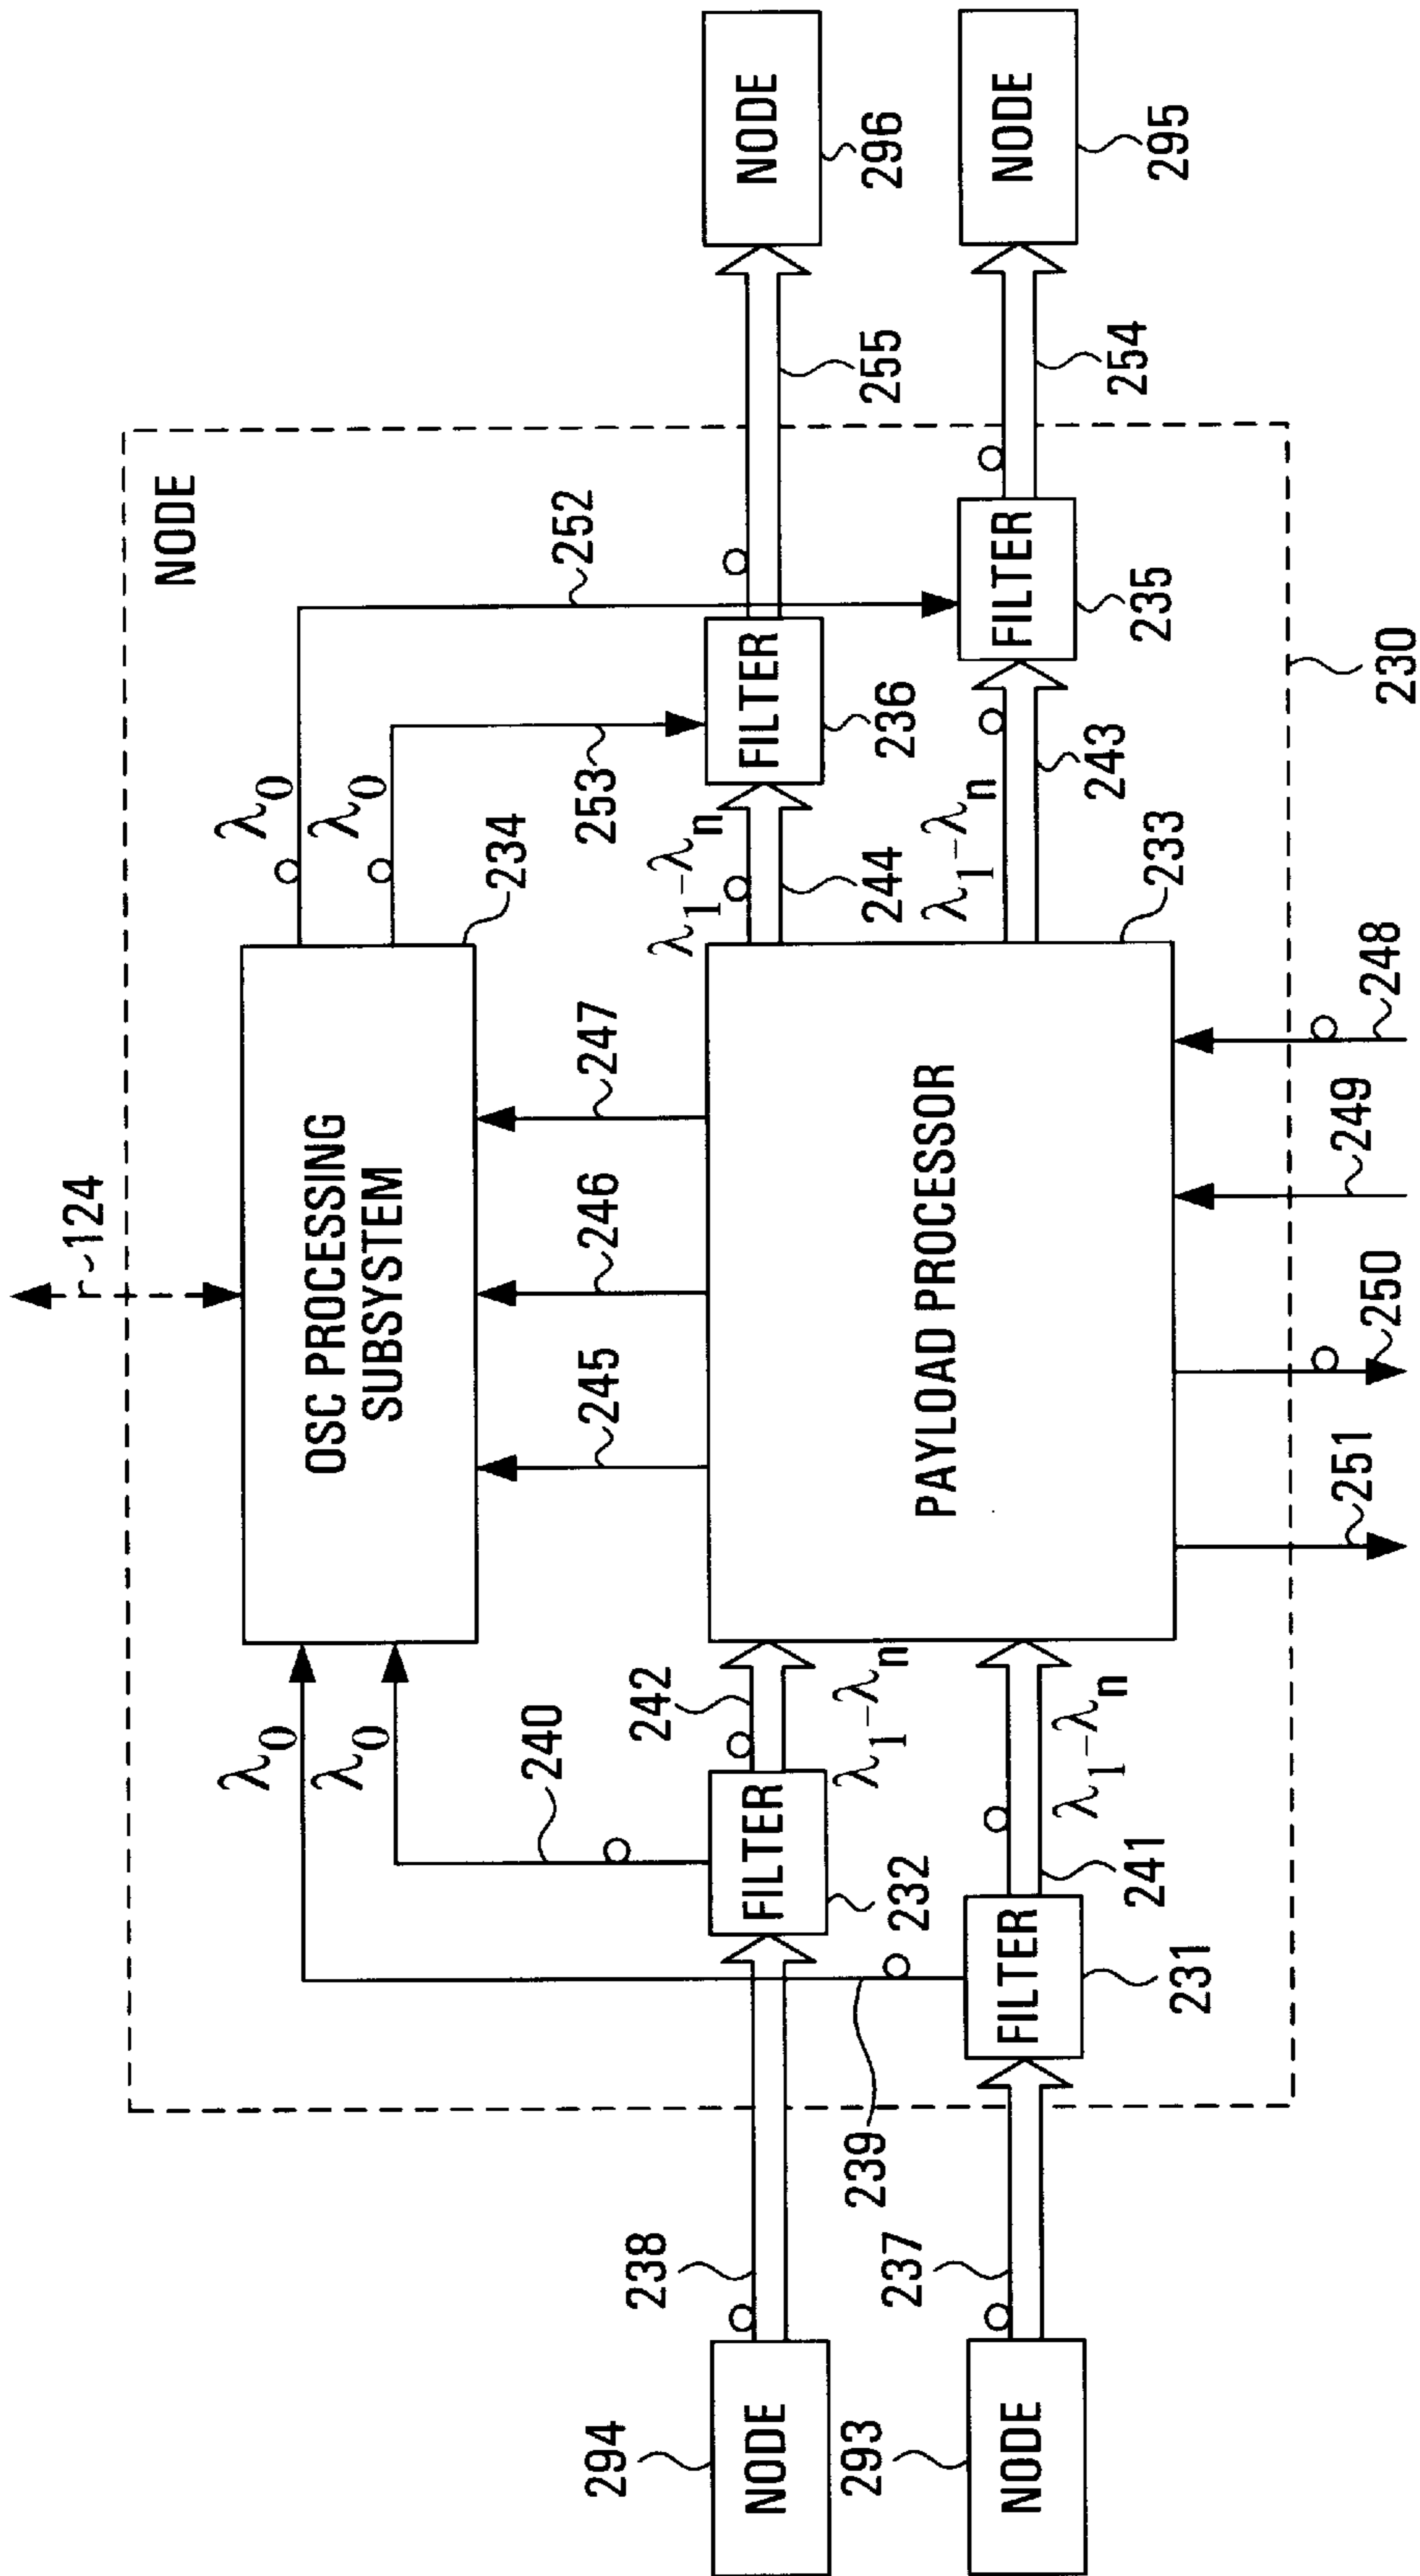 124
NODE
OSC PROCESSING
SUBSYSTEM
234
λ0
λ0
λ0
λ0
252
253
240
239
245
246
247
PAYLOAD PROCESSOR
233
294
NODE
238
FILTER
232
242
λ1-λn
244
λ1-λn
FILTER
236
255
NODE
296
293
NODE
237
FILTER
231
241
λ1-λn
243
λ1-λn
FILTER
235
254
NODE
295
251
250
249
248
230